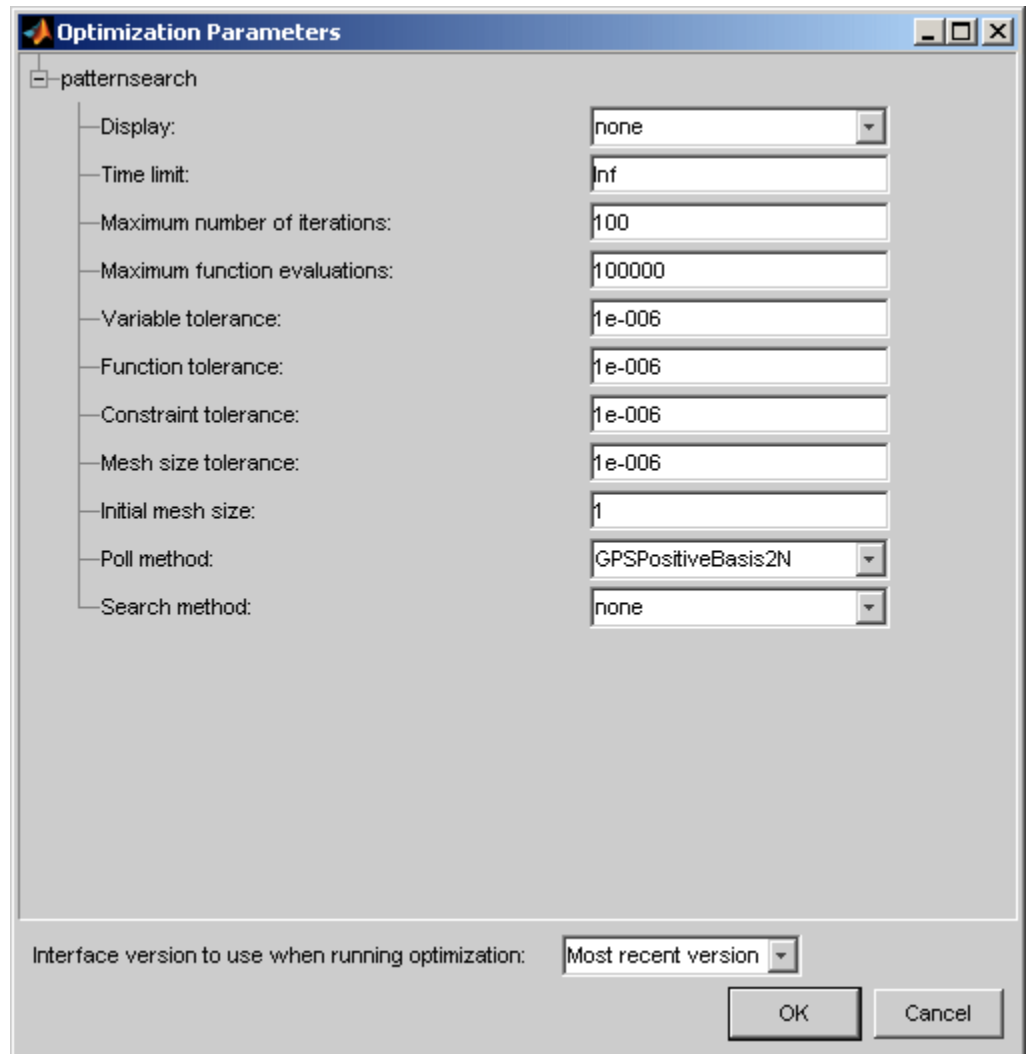 Optimization Parameters
patternsearch
Display: none
Time limit: Inf
Maximum number of iterations: 100
Maximum function evaluations: 100000
Variable tolerance: 1e-006
Function tolerance: 1e-006
Constraint tolerance: 1e-006
Mesh size tolerance: 1e-006
Initial mesh size: 1
Poll method: GPSPositiveBasis2N
Search method: none
Interface version to use when running optimization: Most recent version
OK Cancel